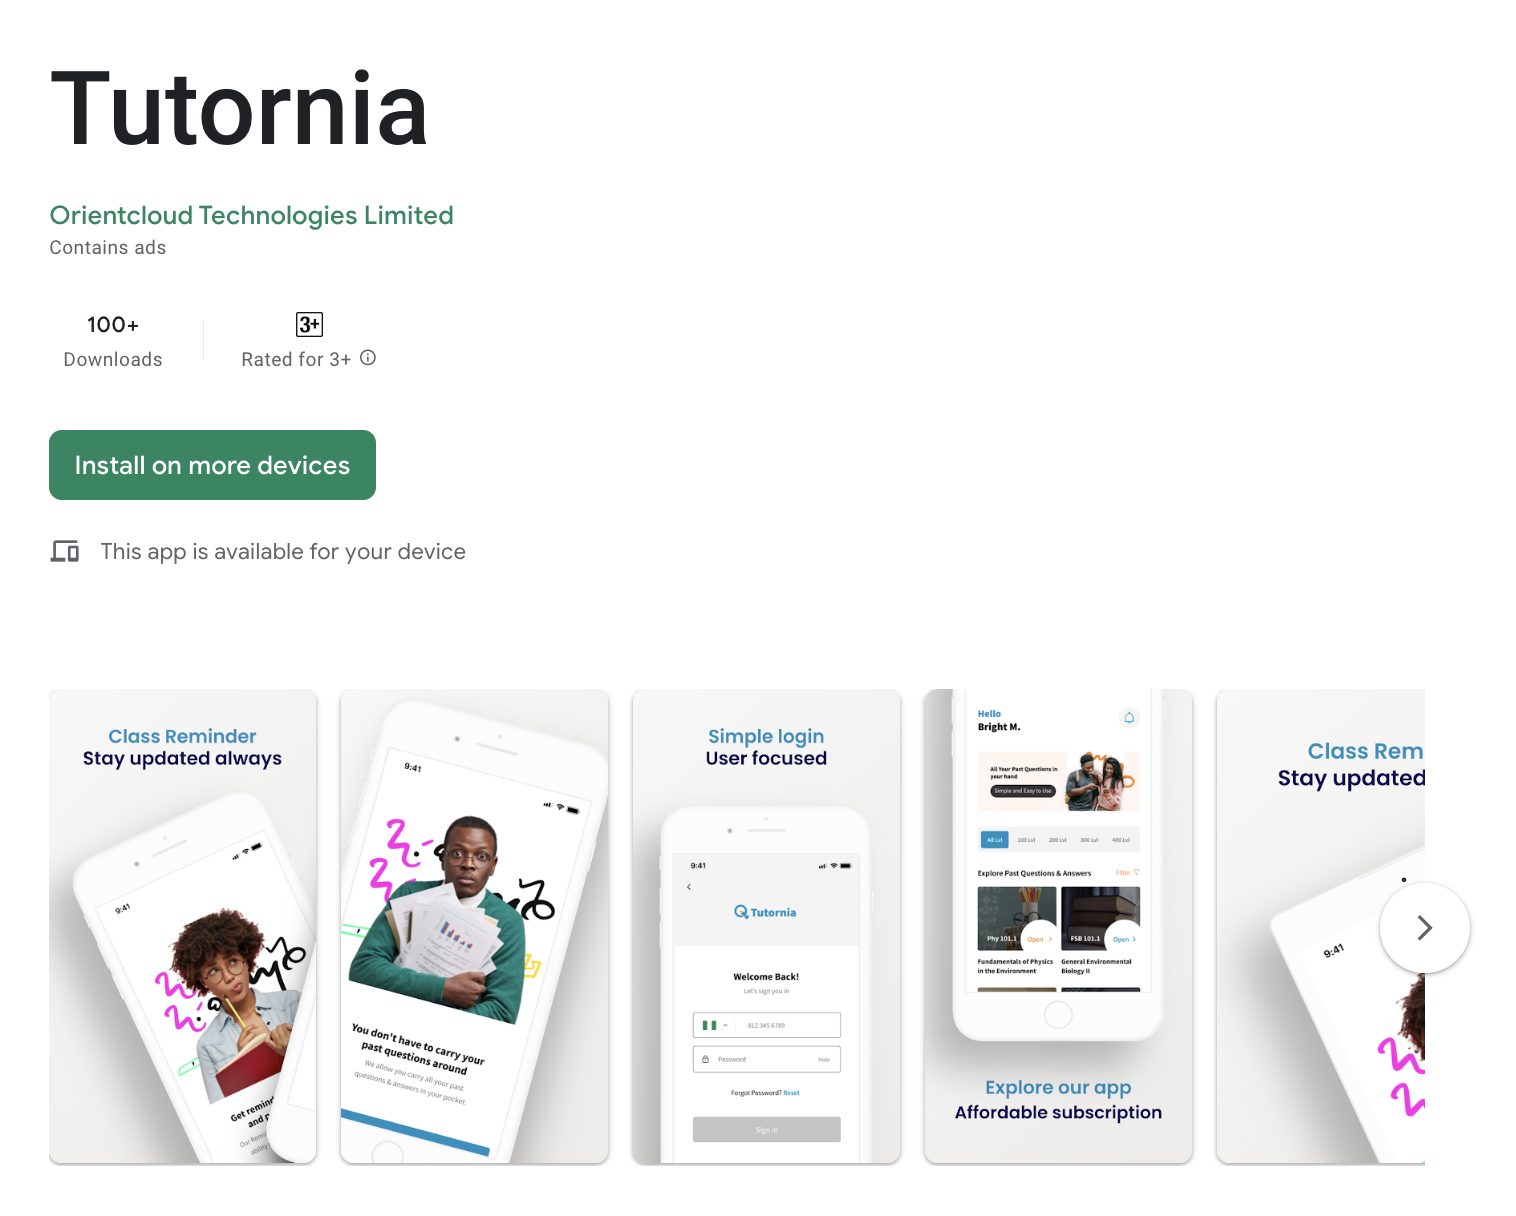 Tutornia
Orientcloud Technologies Limited
Contains ads
100+
Downloads
3+
Rated for 3+
Install on more devices
This app is available for your device
Class Reminder
Stay updated always
9:41
Get remind
and p
Our Remin
ability
9:41
You don't have to carry your
past questions around
We allow you carry all your past
questions & answers in your pocket.
Simple login
User focused
9:41
Tutornia
Welcome Back!
Let's sign you in
812 345 6789
Password
Hide
Forgot Password? Reset
Sign in
Hello
Bright M.
All Your Past Questions in
your hand
Simple and Easy to Use
All Lvl 100 Lvl 200 Lvl 300 Lvl 400 Lvl
Explore Past Questions & Answers
Filter
Phy 101.1
Open >
FSB 101.1
Open >
Fundamentals of Physics
in the Environment
General Environmental
Biology II
Explore our app
Affordable subscription
Class Rem
Stay updated
9:41